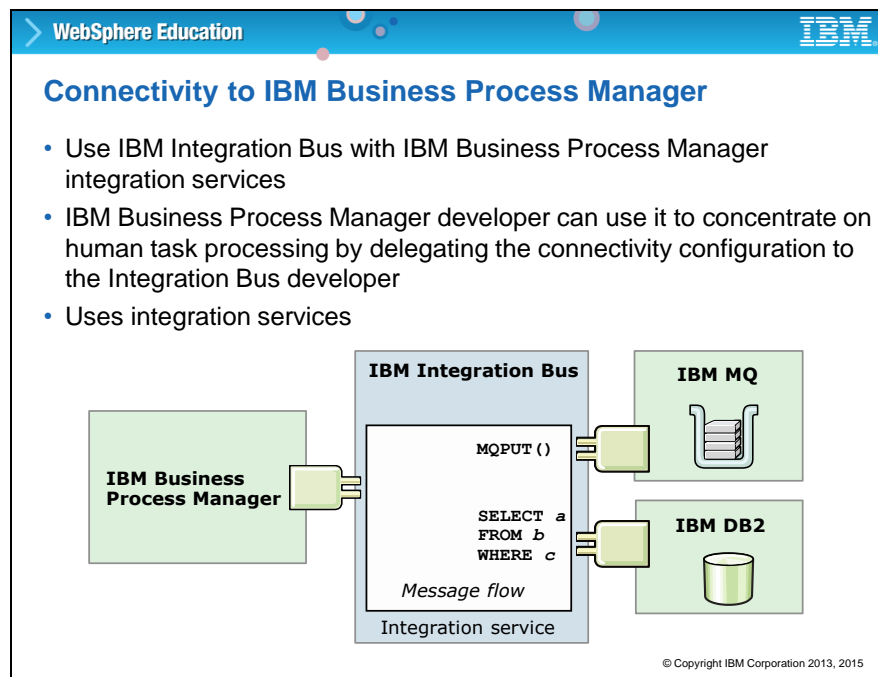 WebSphere Education
IBM
Connectivity to IBM Business Process Manager
• Use IBM Integration Bus with IBM Business Process Manager
integration services
• IBM Business Process Manager developer can use it to concentrate on
human task processing by delegating the connectivity configuration to
the Integration Bus developer
• Uses integration services
IBM Business
Process Manager
IBM Integration Bus
MQPUT()
SELECT a
FROM b
WHERE c
Message flow
Integration service
IBM MQ
IBM DB2
© Copyright IBM Corporation 2013, 2015